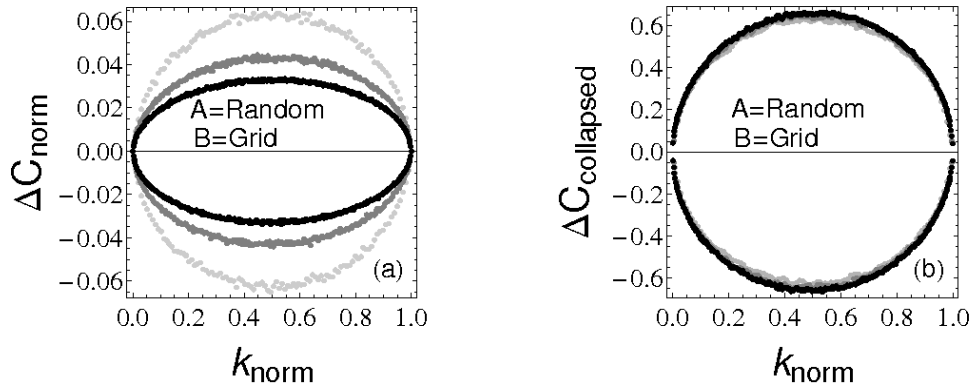 0.06
0.04
0.02
0.00
−0.02
−0.04
−0.06
ΔC_norm
A=Random
B=Grid
(a)
0.0 0.2 0.4 0.6 0.8 1.0
k_norm
0.6
0.4
0.2
0.0
−0.2
−0.4
−0.6
ΔC_collapsed
A=Random
B=Grid
(b)
0.0 0.2 0.4 0.6 0.8 1.0
k_norm